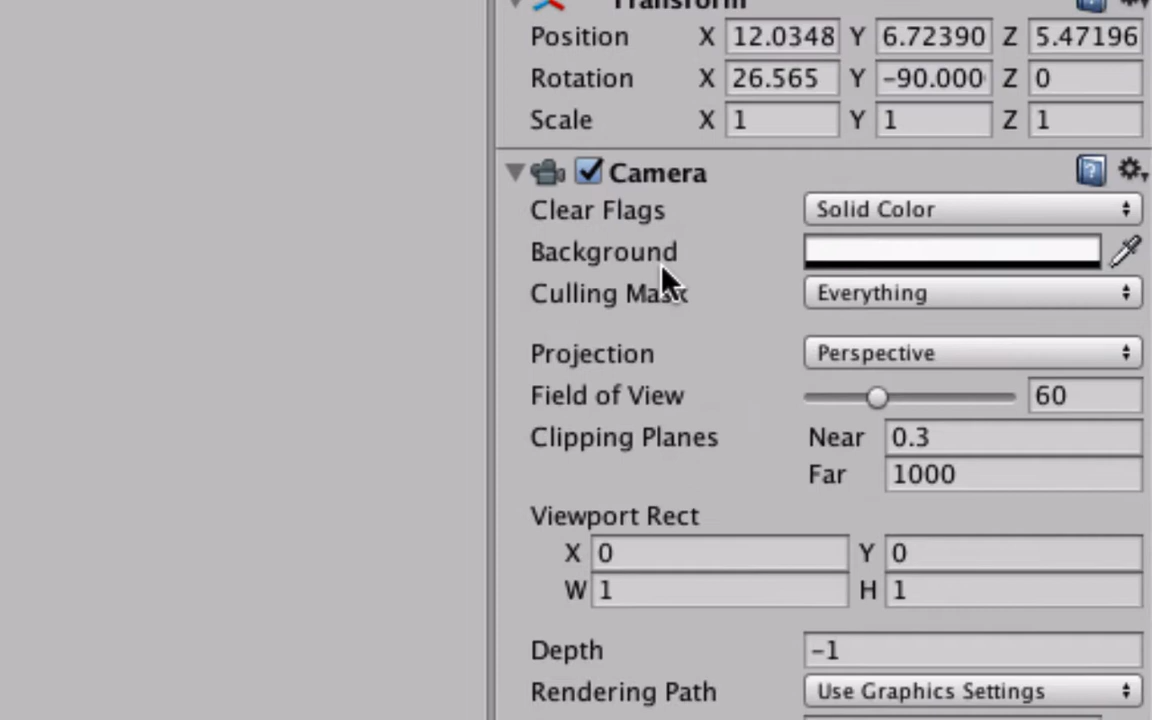 Transform
Position X 12.0348 Y 6.72390 Z 5.47196
Rotation X 26.565 Y -90.000 Z 0
Scale X 1 Y 1 Z 1
Camera
Clear Flags Solid Color
Background
Culling Mask Everything
Projection Perspective
Field of View 60
Clipping Planes Near 0.3
Far 1000
Viewport Rect
X 0 Y 0
W 1 H 1
Depth -1
Rendering Path Use Graphics Settings